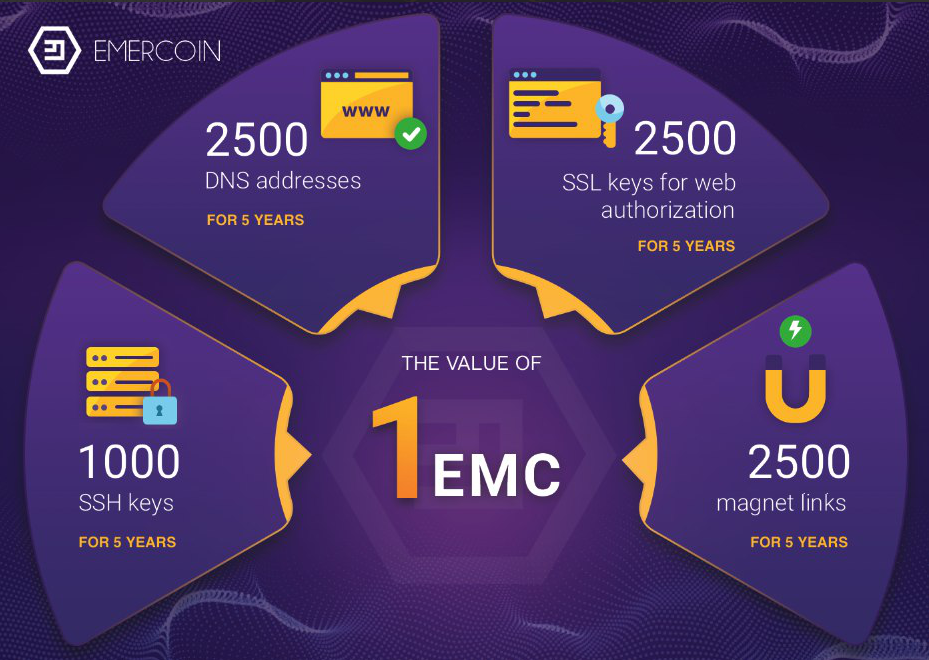 EMERCOIN
www
2500
DNS addresses
FOR 5 YEARS
2500
SSL keys for web
authorization
FOR 5 YEARS
1000
SSH keys
FOR 5 YEARS
THE VALUE OF
1 EMC
2500
magnet links
FOR 5 YEARS